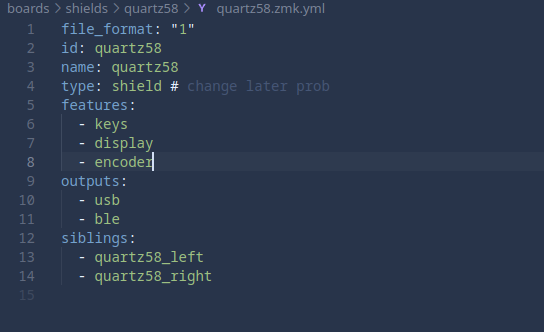 boards > shields > quartz58 > Y quartz58.zmk.yml
1 file_format: "1"
2 id: quartz58
3 name: quartz58
4 type: shield # change later prob
5 features:
6 - keys
7 - display
8 - encoder
9 outputs:
10 - usb
11 - ble
12 siblings:
13 - quartz58_left
14 - quartz58_right
15